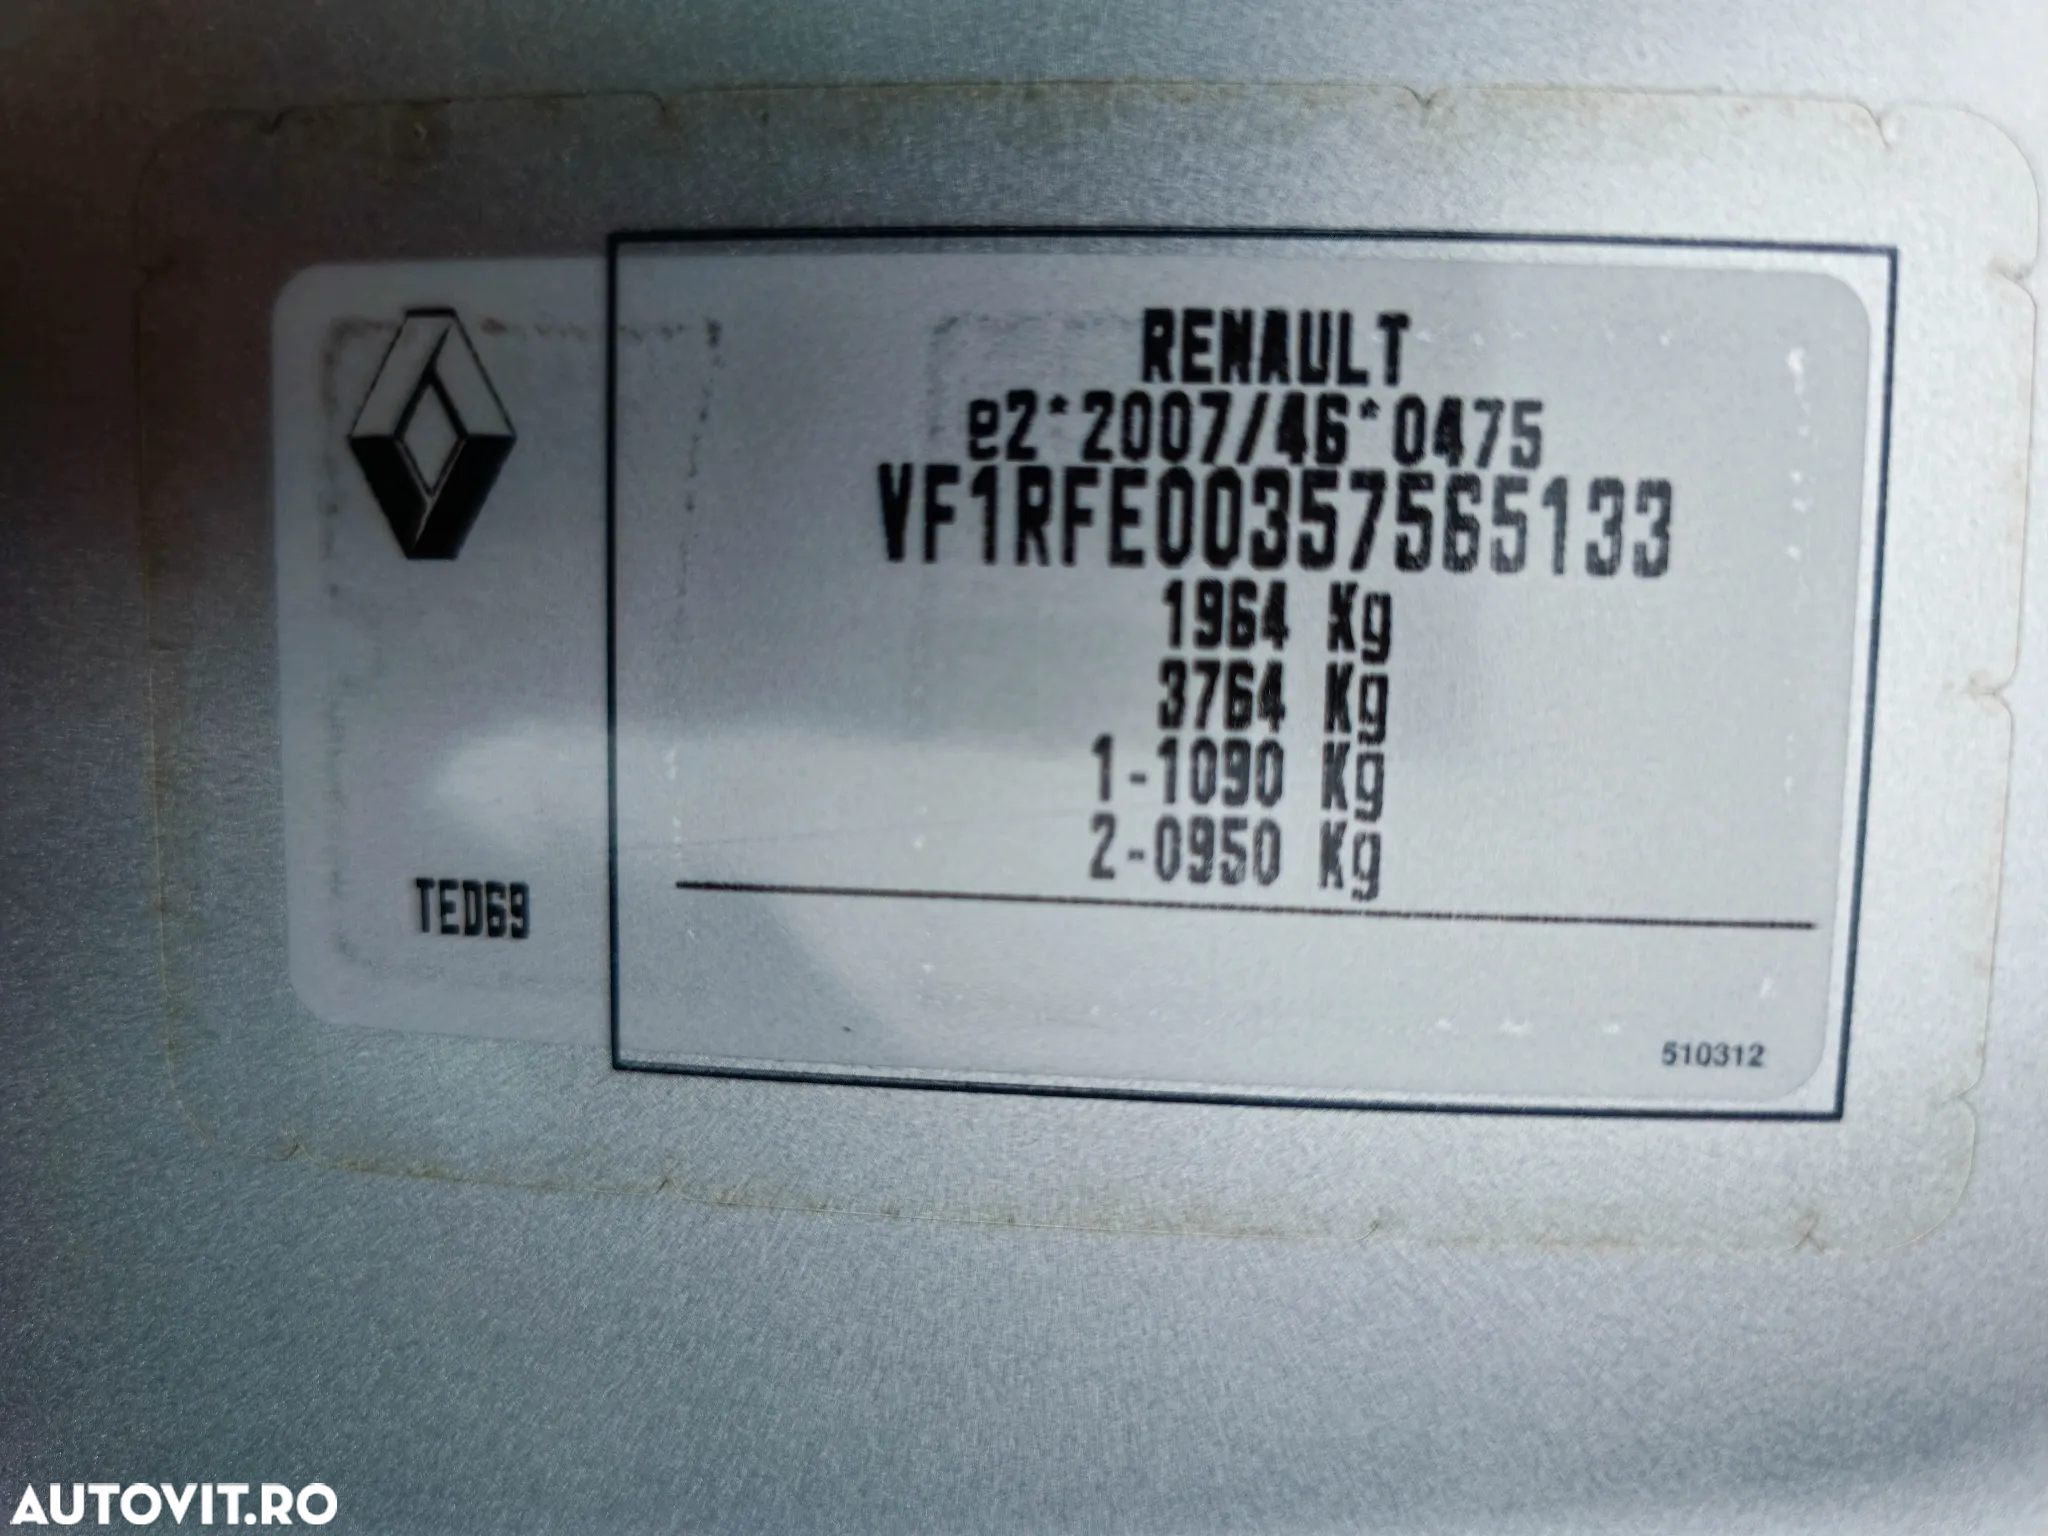 RENAULT
e2*2007/46*0475
VF1RFE00357565133
1964 Kg
3764 Kg
1-1090 Kg
2-0950 Kg
TED69
510312
AUTOVIT.RO